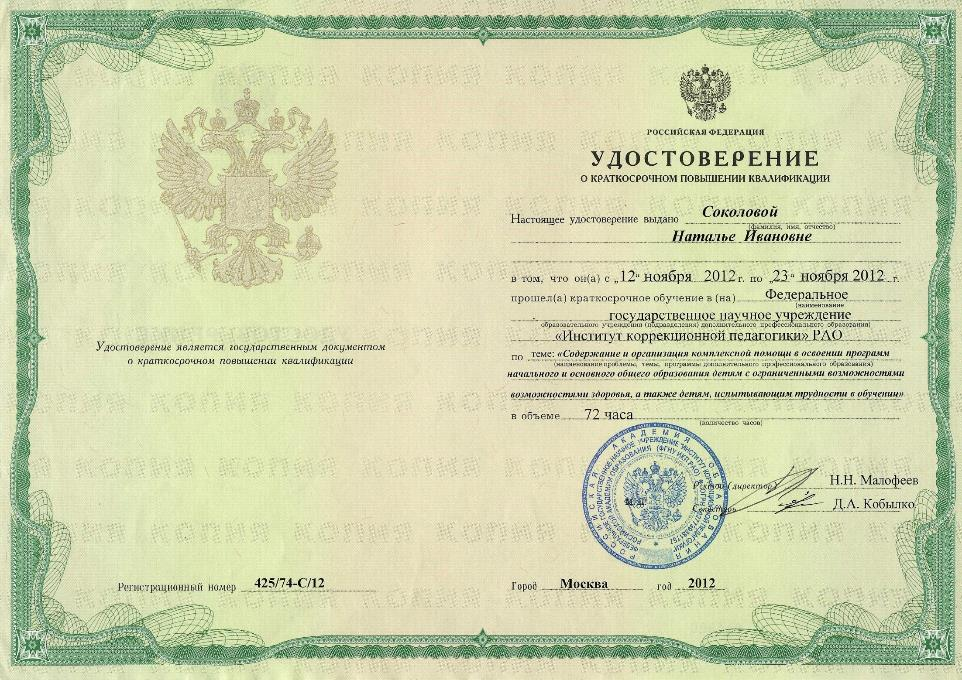 Удостоверение является государственным документом
о краткосрочном повышении квалификации
Регистрационный номер 425/74-С/12
РОССИЙСКАЯ ФЕДЕРАЦИЯ
УДОСТОВЕРЕНИЕ
О КРАТКОСРОЧНОМ ПОВЫШЕНИИ КВАЛИФИКАЦИИ
Настоящее удостоверение выдано Соколовой
(фамилия, имя, отчество)
Наталье Ивановне
в том, что он(а) с „12“ ноября 2012 г. по „23“ ноября 2012 г.
прошел(а) краткосрочное обучение в (на) Федеральное
(наименование
государственное научное учреждение
образовательного учреждения (подразделения) дополнительного профессионального образования)
«Институт коррекционной педагогики» РАО
по теме: «Содержание и организация комплексной помощи в освоении программ
(наименование проблемы, темы, программы дополнительного профессионального образования)
начального и основного общего образования детям с ограниченными возможностями
возможностями здоровья, а также детям, испытывающим трудности в обучении»
в объеме 72 часа
(количество часов)
Ректор (директор) Н.Н. Малофеев
Секретарь Д.А. Кобылко
М.П.
РОССИЙСКАЯ АКАДЕМИЯ ОБРАЗОВАНИЯ
Город Москва год 2012